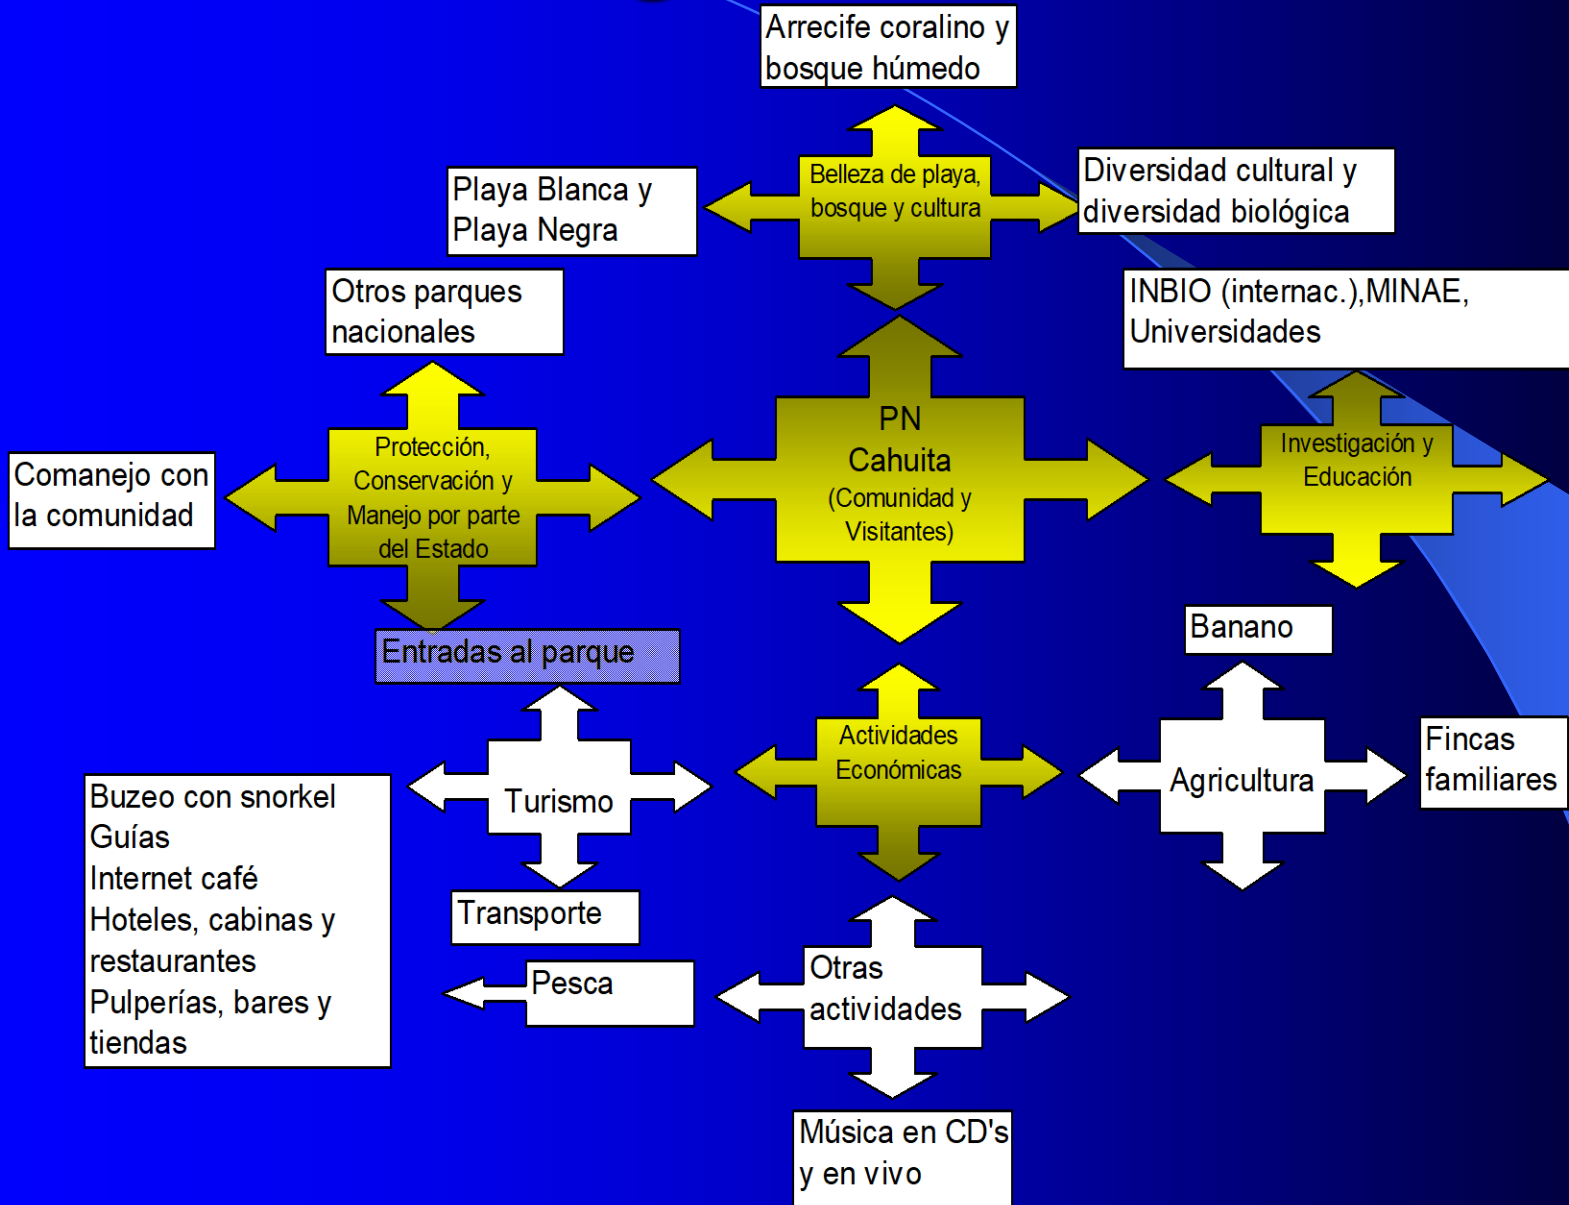 Arrecife coralino y
bosque húmedo
Belleza de playa,
bosque y cultura
Playa Blanca y
Playa Negra
Diversidad cultural y
diversidad biológica
Otros parques
nacionales
INBIO (internac.),MINAE,
Universidades
PN
Cahuita
(Comunidad y
Visitantes)
Protección,
Conservación y
Manejo por parte
del Estado
Investigación y
Educación
Comanejo con
la comunidad
Entradas al parque
Banano
Actividades
Económicas
Fincas
familiares
Turismo
Agricultura
Buzeo con snorkel
Guías
Internet café
Hoteles, cabinas y
restaurantes
Pulperías, bares y
tiendas
Transporte
Pesca
Otras
actividades
Música en CD's
y en vivo